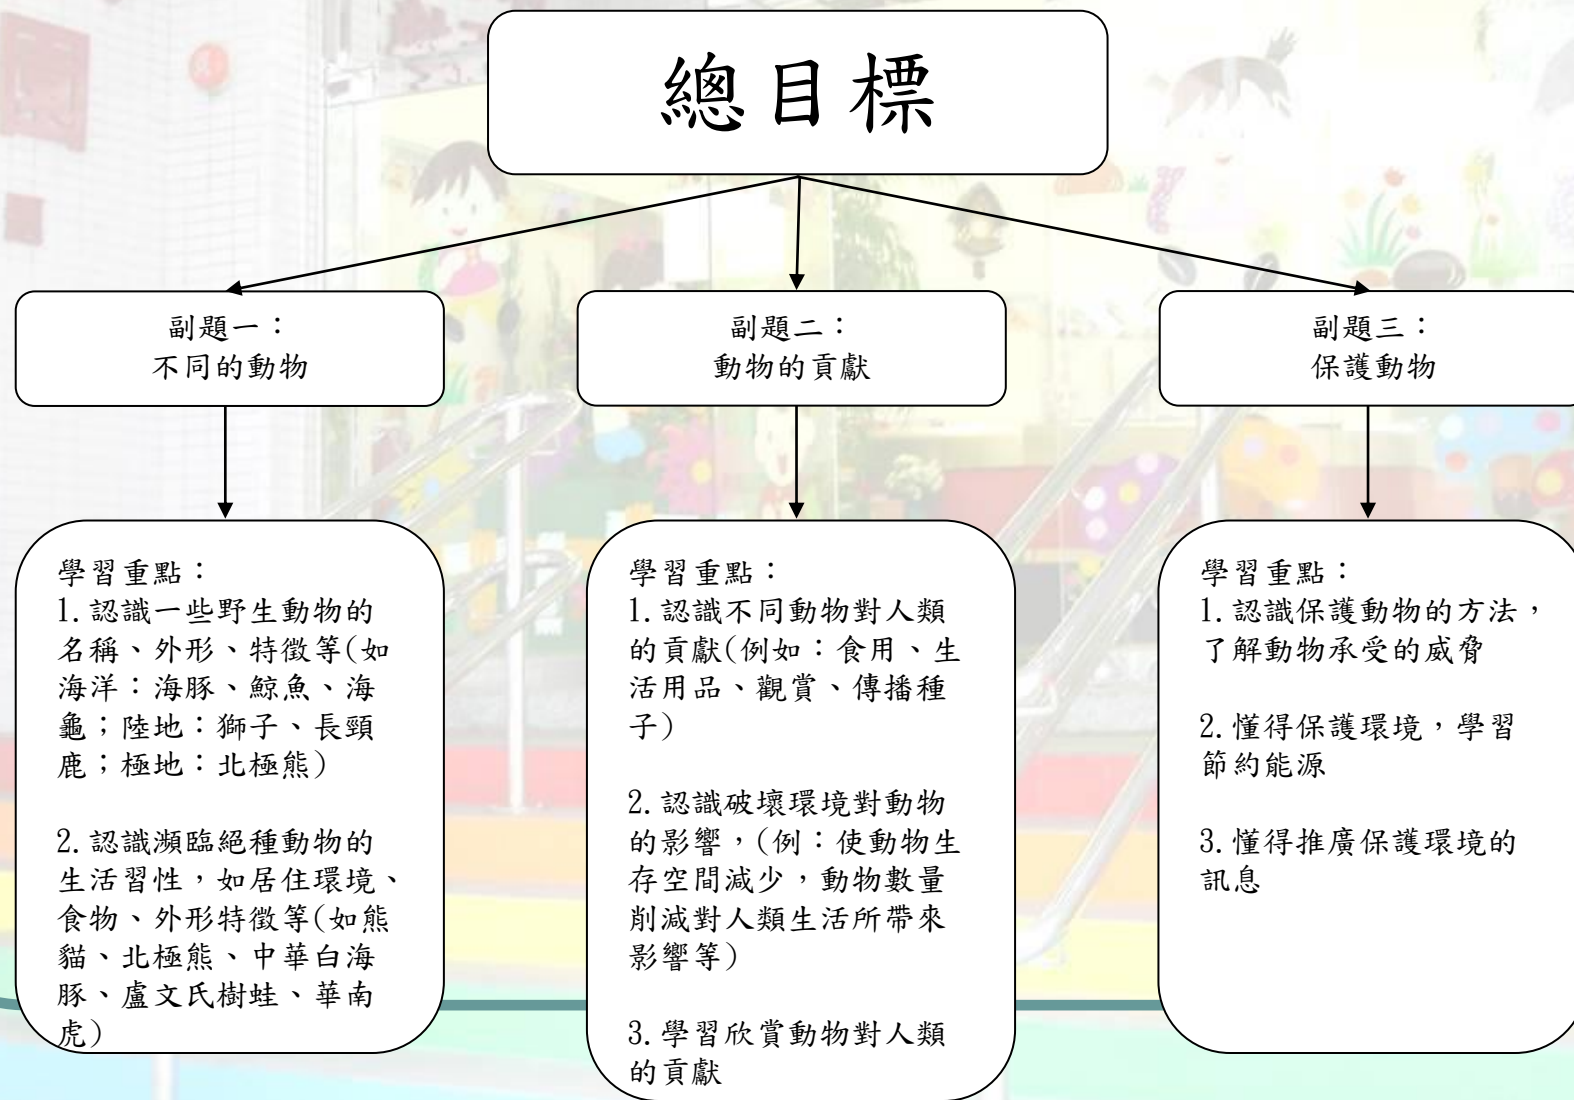 總目標
副題一：
不同的動物
學習重點：
1.認識一些野生動物的
名稱、外形、特徵等(如
海洋：海豚、鯨魚、海
龜；陸地：獅子、長頸
鹿；極地：北極熊)
2.認識瀕臨絕種動物的
生活習性，如居住環境、
食物、外形特徵等(如熊
貓、北極熊、中華白海
豚、盧文氏樹蛙、華南
虎)
副題二：
動物的貢獻
學習重點：
1.認識不同動物對人類
的貢獻(例如：食用、生
活用品、觀賞、傳播種
子)
2.認識破壞環境對動物
的影響，(例：使動物生
存空間減少，動物數量
削減對人類生活所帶來
影響等)
3.學習欣賞動物對人類
的貢獻
副題三：
保護動物
學習重點：
1.認識保護動物的方法，
了解動物承受的威脅
2.懂得保護環境，學習
節約能源
3.懂得推廣保護環境的
訊息